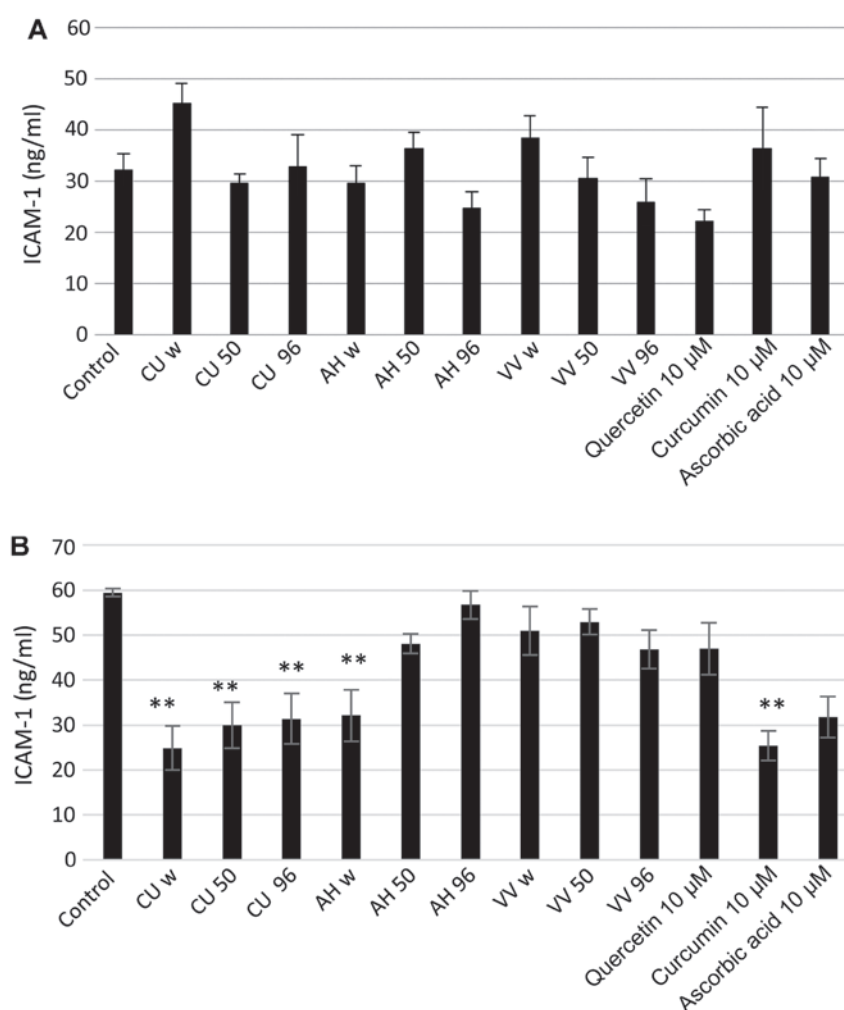 A
ICAM-1 (ng/ml)
60
50
40
30
20
10
0
Control
CU w
CU 50
CU 96
AH w
AH 50
AH 96
VV w
VV 50
VV 96
Quercetin 10 µM
Curcumin 10 µM
Ascorbic acid 10 µM
B
ICAM-1 (ng/ml)
70
60
50
40
30
20
10
0
**
**
**
**
**
Control
CU w
CU 50
CU 96
AH w
AH 50
AH 96
VV w
VV 50
VV 96
Quercetin 10 µM
Curcumin 10 µM
Ascorbic acid 10 µM